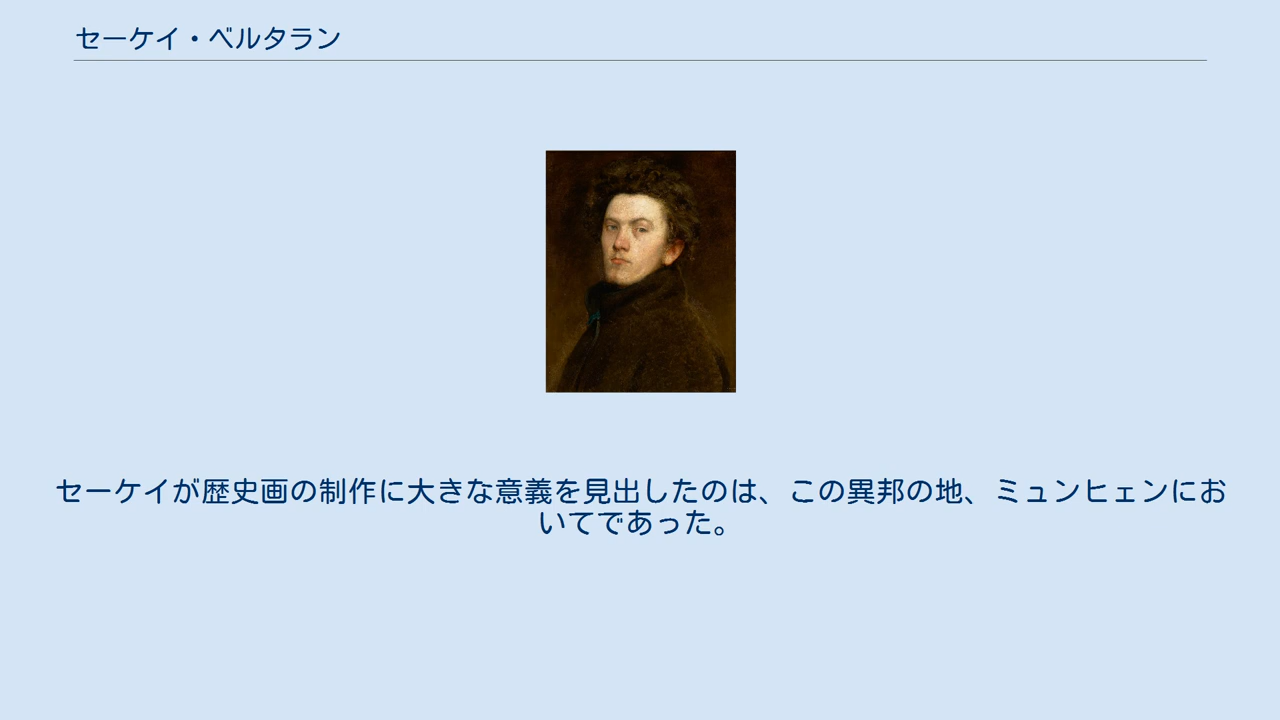 セーケイ・ベルタラン
セーケイが歴史画の制作に大きな意義を見出したのは、この異邦の地、ミュンヒェンにお
いてであった。